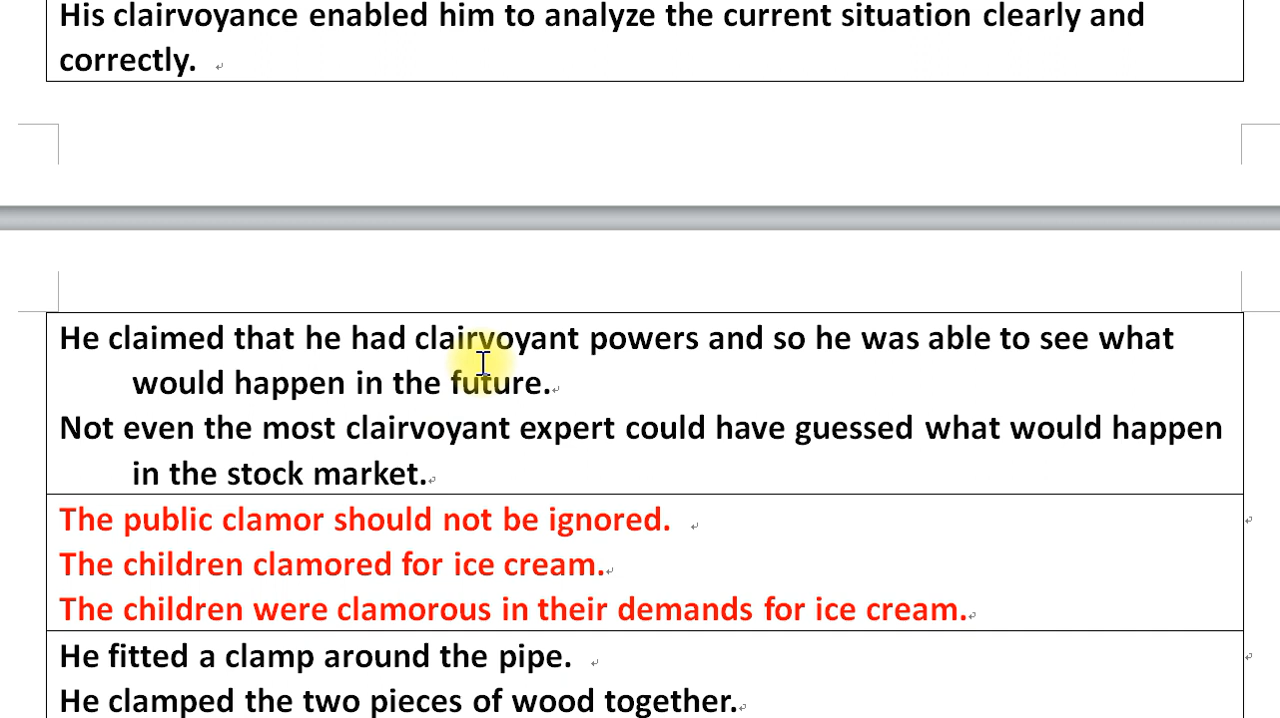 His clairvoyance enabled him to analyze the current situation clearly and
correctly.
He claimed that he had clairvoyant powers and so he was able to see what
would happen in the future.
Not even the most clairvoyant expert could have guessed what would happen
in the stock market.
The public clamor should not be ignored.
The children clamored for ice cream.
The children were clamorous in their demands for ice cream.
He fitted a clamp around the pipe.
He clamped the two pieces of wood together.